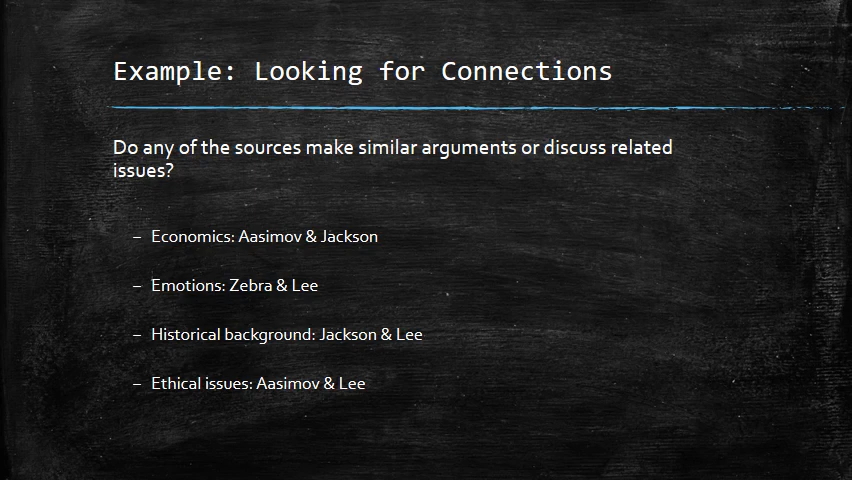 Example: Looking for Connections
Do any of the sources make similar arguments or discuss related
issues?
– Economics: Aasimov & Jackson
– Emotions: Zebra & Lee
– Historical background: Jackson & Lee
– Ethical issues: Aasimov & Lee